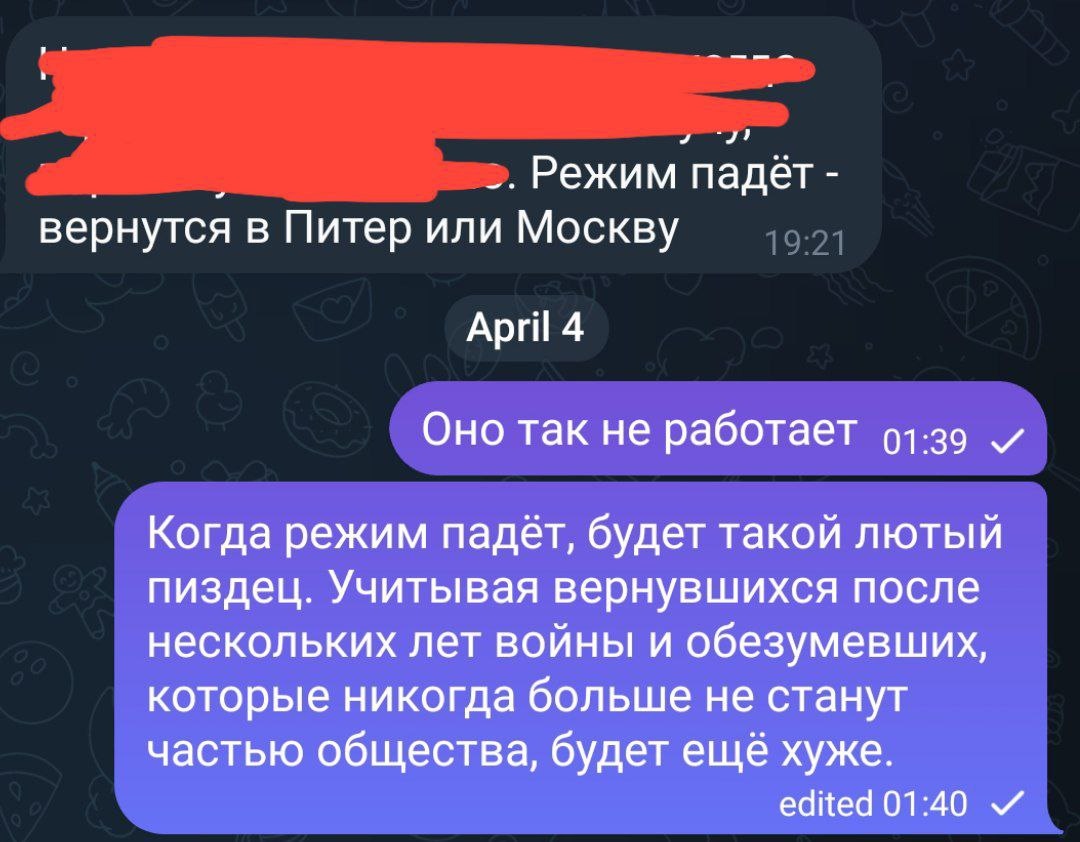 . Режим падёт -
вернутся в Питер или Москву
19:21
April 4
Оно так не работает 01:39
Когда режим падёт, будет такой лютый
пиздец. Учитывая вернувшихся после
нескольких лет войны и обезумевших,
которые никогда больше не станут
частью общества, будет ещё хуже.
edited 01:40